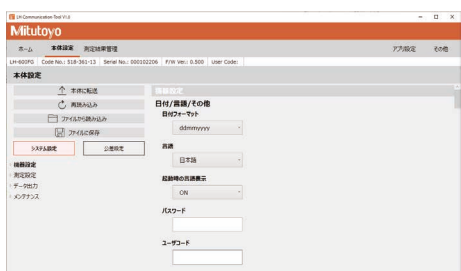 LH Communication Tool V1.0
Mitutoyo
ホーム 本体設定 測定結果管理 アプリ設定 その他
LH-600FG Code No.: 518-361-13 Serial No.: 000102206 F/W Ver.: 0.500 User Code:
本体設定
本体に転送
再読み込み
ファイルから読み込み
ファイルに保存
システム設定 公差設定
機器設定
測定設定
データ出力
メンテナンス
機器設定
日付/言語/その他
日付フォーマット
ddmmyyyy
言語
日本語
起動時の言語表示
ON
パスワード
ユーザコード